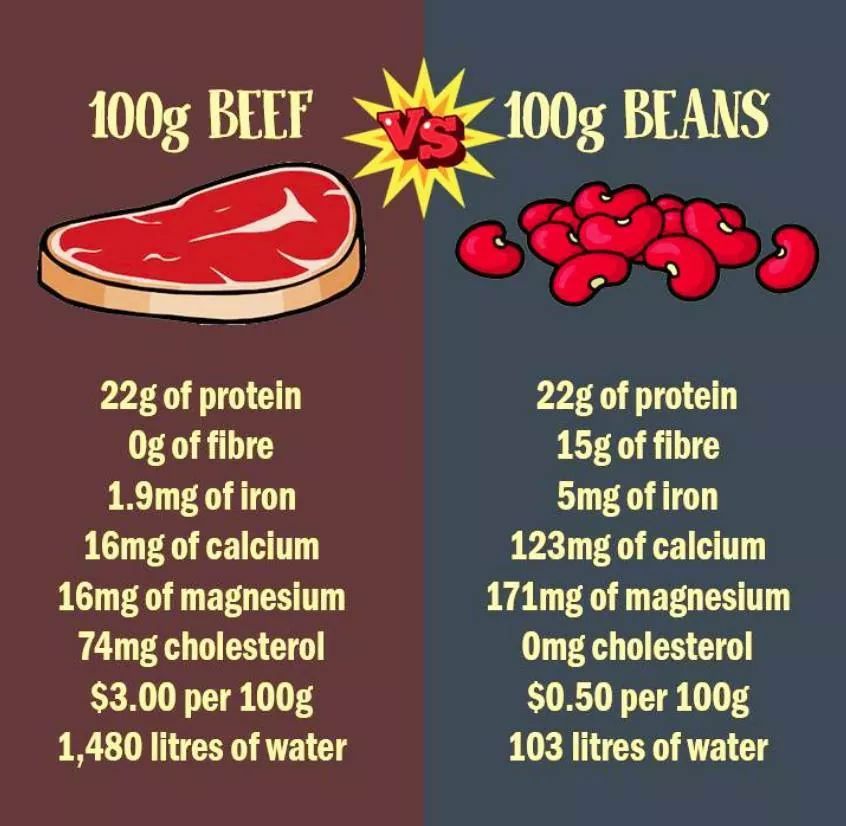 100g BEEF
VS
100g BEANS
22g of protein
0g of fibre
1.9mg of iron
16mg of calcium
16mg of magnesium
74mg cholesterol
$3.00 per 100g
1,480 litres of water
22g of protein
15g of fibre
5mg of iron
123mg of calcium
171mg of magnesium
0mg cholesterol
$0.50 per 100g
103 litres of water